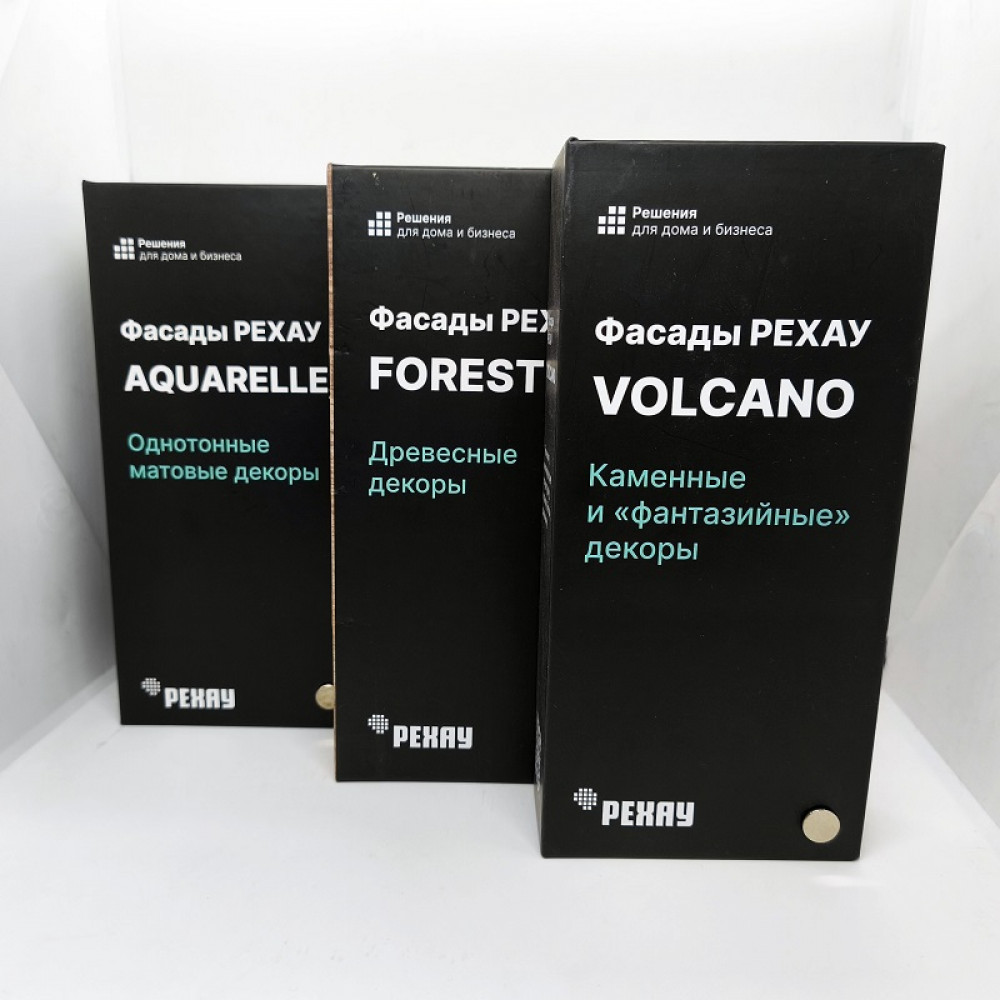 Решения
для дома и бизнеса
Фасады РЕХАУ
AQUARELLE
Однотонные
матовые декоры
РЕХАУ
Решения
для дома и бизнеса
Фасады РЕХ
FOREST
Древесные
декоры
РЕХАУ
Решения
для дома и бизнеса
Фасады РЕХАУ
VOLCANO
Каменные
и «фантазийные»
декоры
РЕХАУ